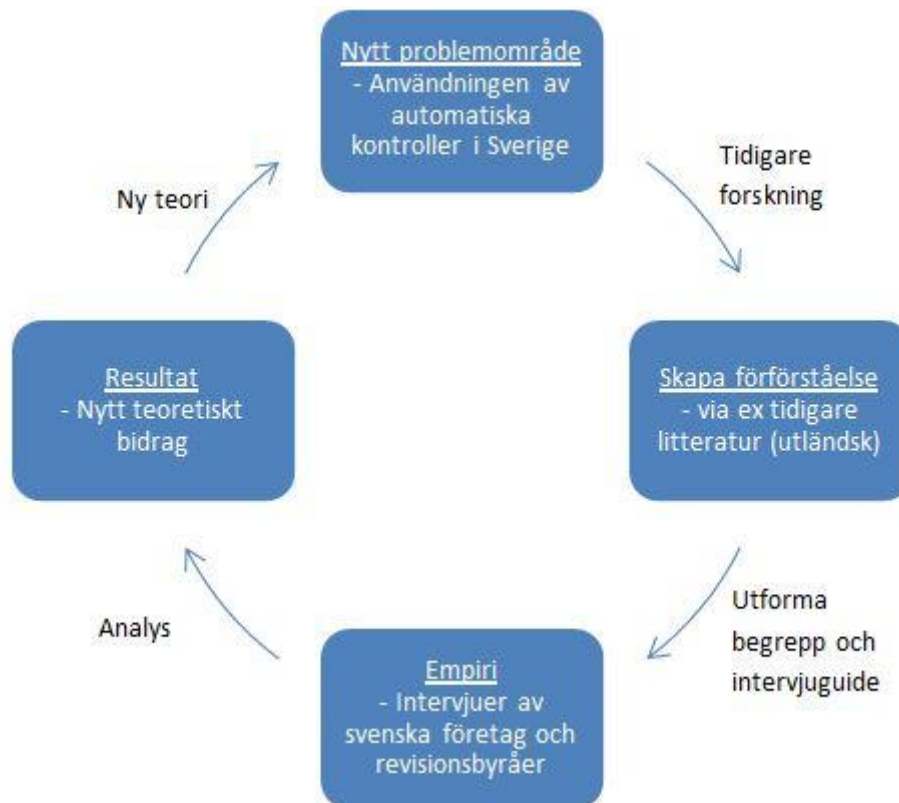 Nytt problemområde
- Användningen av
automatiska
kontroller i Sverige
Tidigare
forskning
Skapa förförståelse
- via ex tidigare
litteratur (utländsk)
Utforma
begrepp och
intervjuguide
Empiri
- Intervjuer av
svenska företag och
revisionsbyråer
Analys
Resultat
- Nytt teoretiskt
bidrag
Ny teori